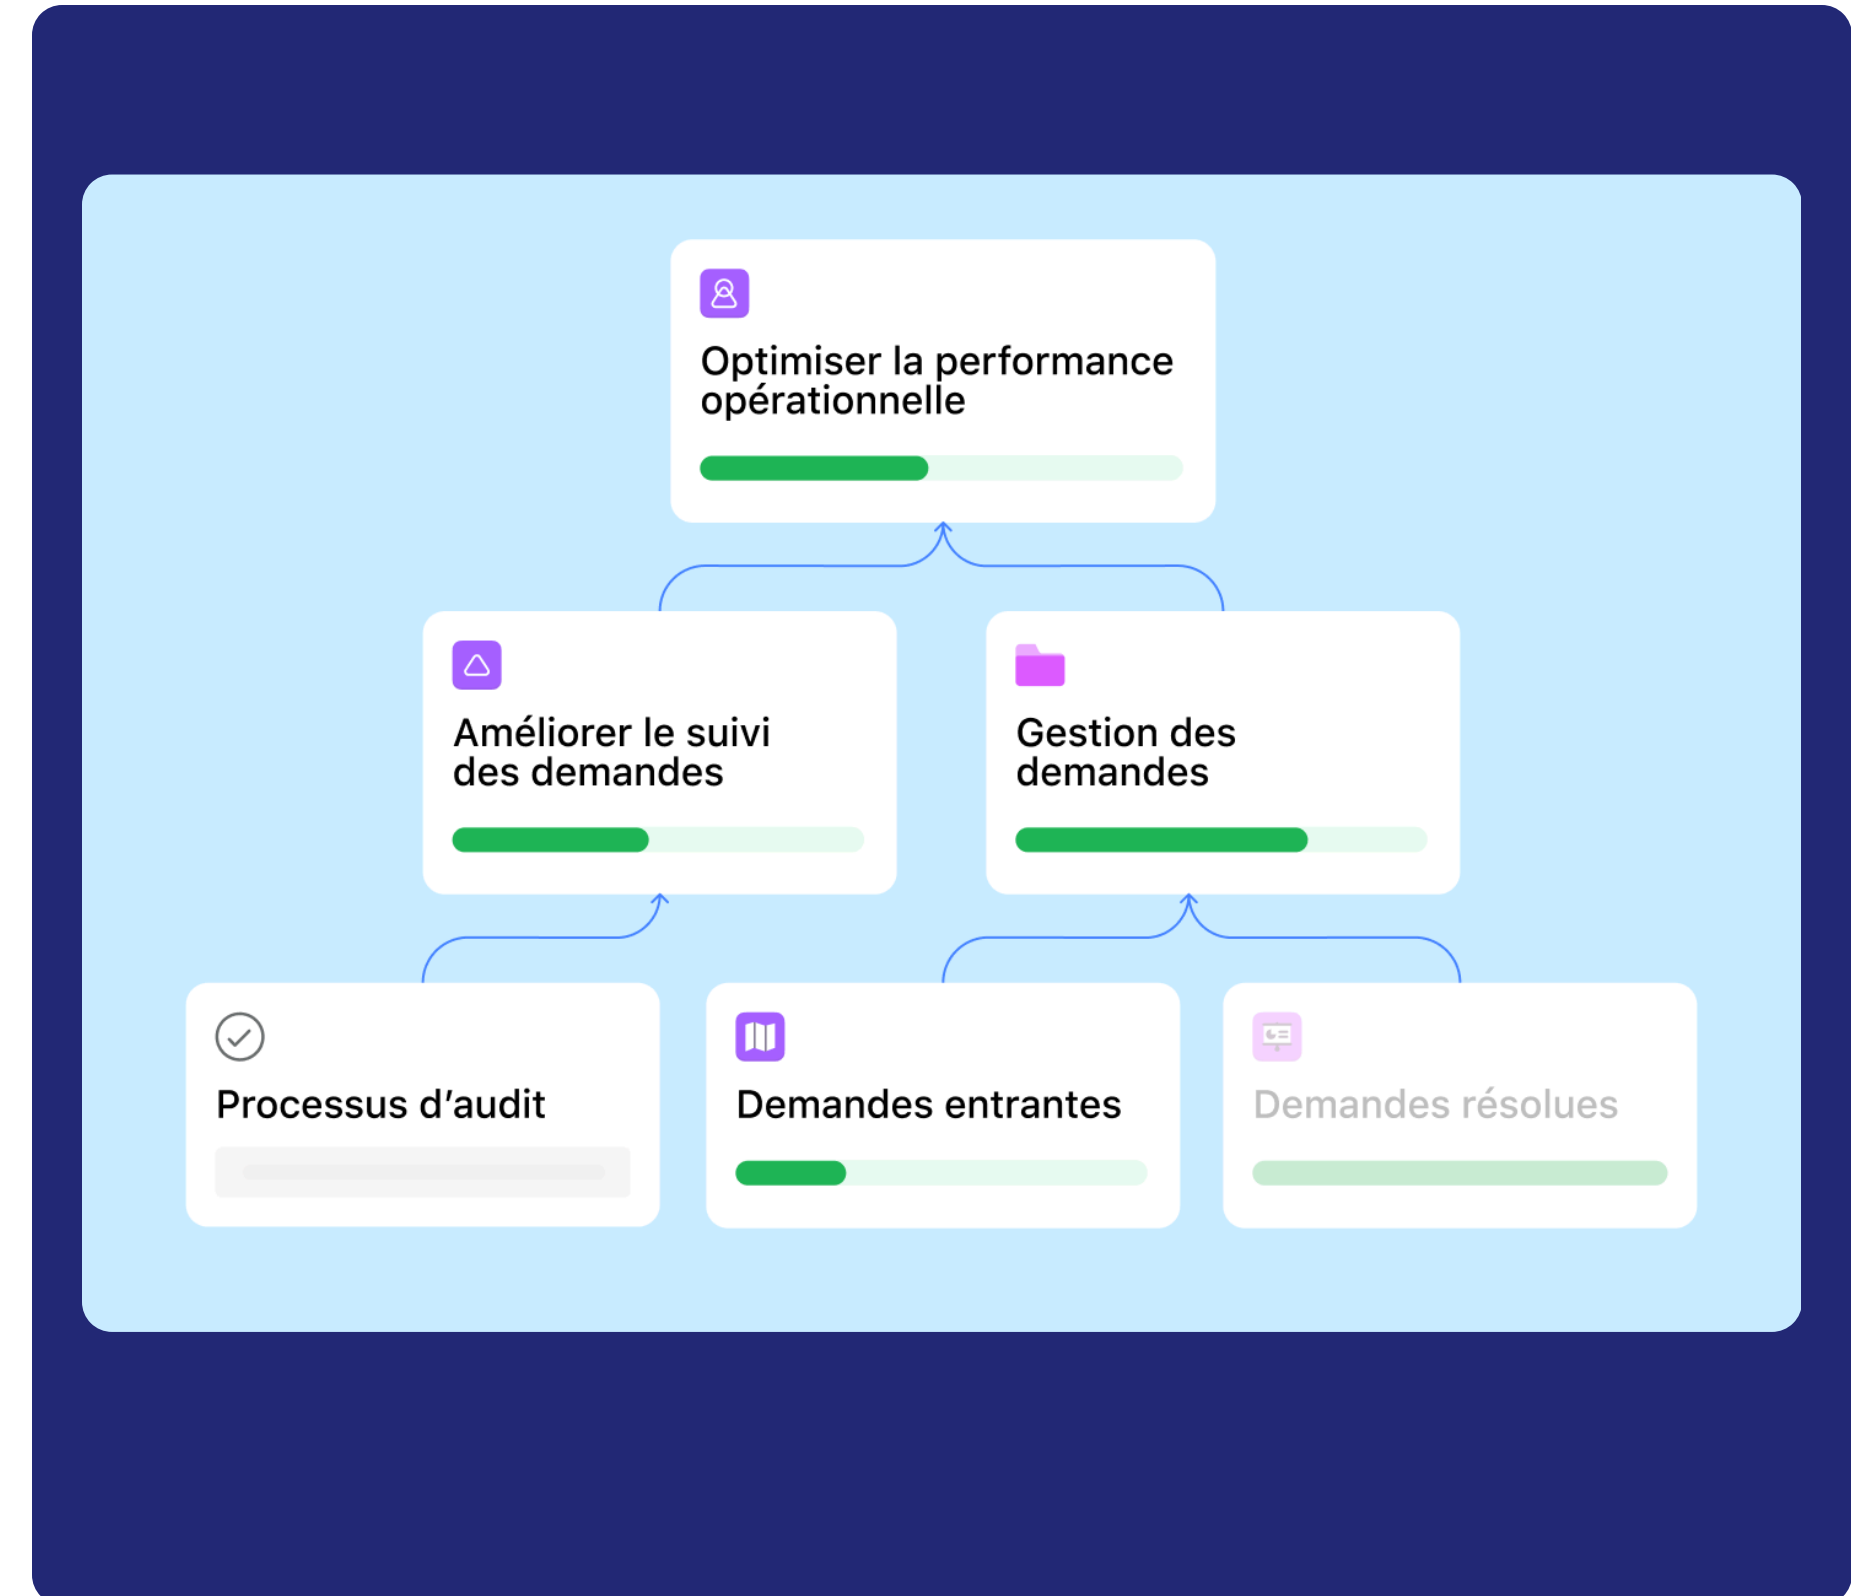 Optimiser la performance
opérationnelle
Améliorer le suivi
des demandes
Gestion des
demandes
Processus d’audit
Demandes entrantes
Demandes résolues